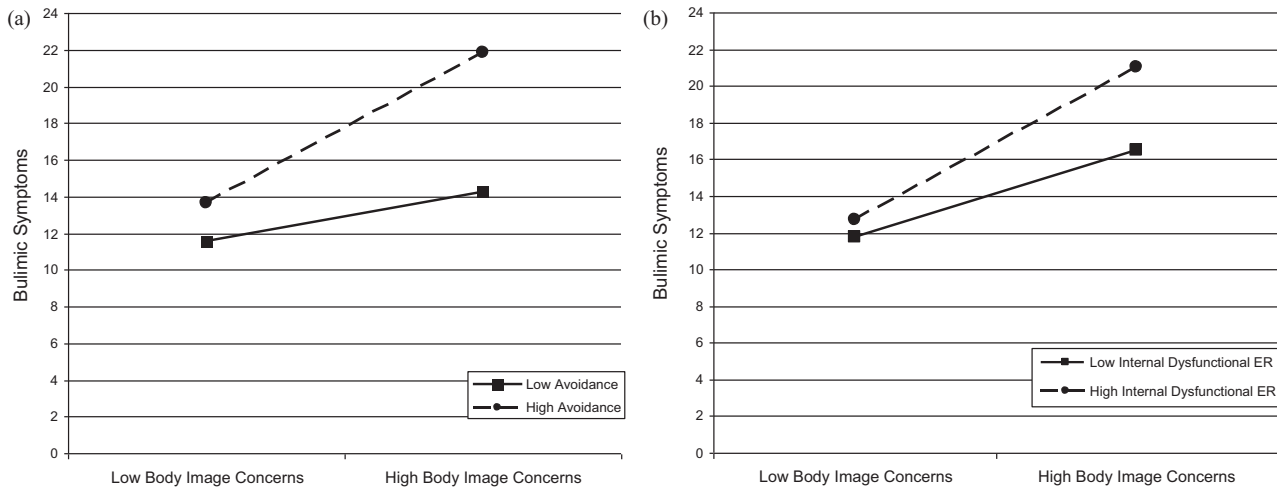 (a)
24
22
20
18
16
14
12
10
8
6
4
2
0
Bulimic Symptoms
Low Avoidance
High Avoidance
Low Body Image Concerns
High Body Image Concerns
(b)
24
22
20
18
16
14
12
10
8
6
4
2
0
Bulimic Symptoms
Low Internal Dysfunctional ER
High Internal Dysfunctional ER
Low Body Image Concerns
High Body Image Concerns